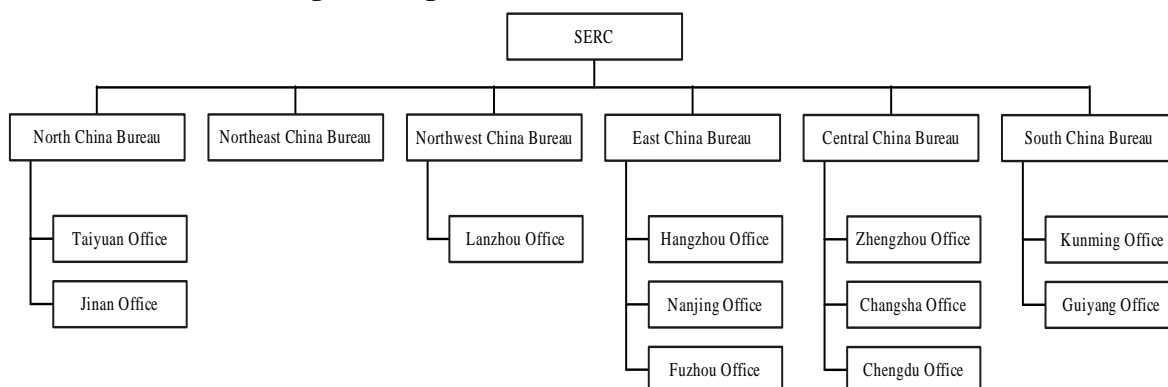 SERC
North China Bureau
Northeast China Bureau
Northwest China Bureau
East China Bureau
Central China Bureau
South China Bureau
Taiyuan Office
Lanzhou Office
Hangzhou Office
Zhengzhou Office
Kunming Office
Jinan Office
Nanjing Office
Changsha Office
Guiyang Office
Fuzhou Office
Chengdu Office